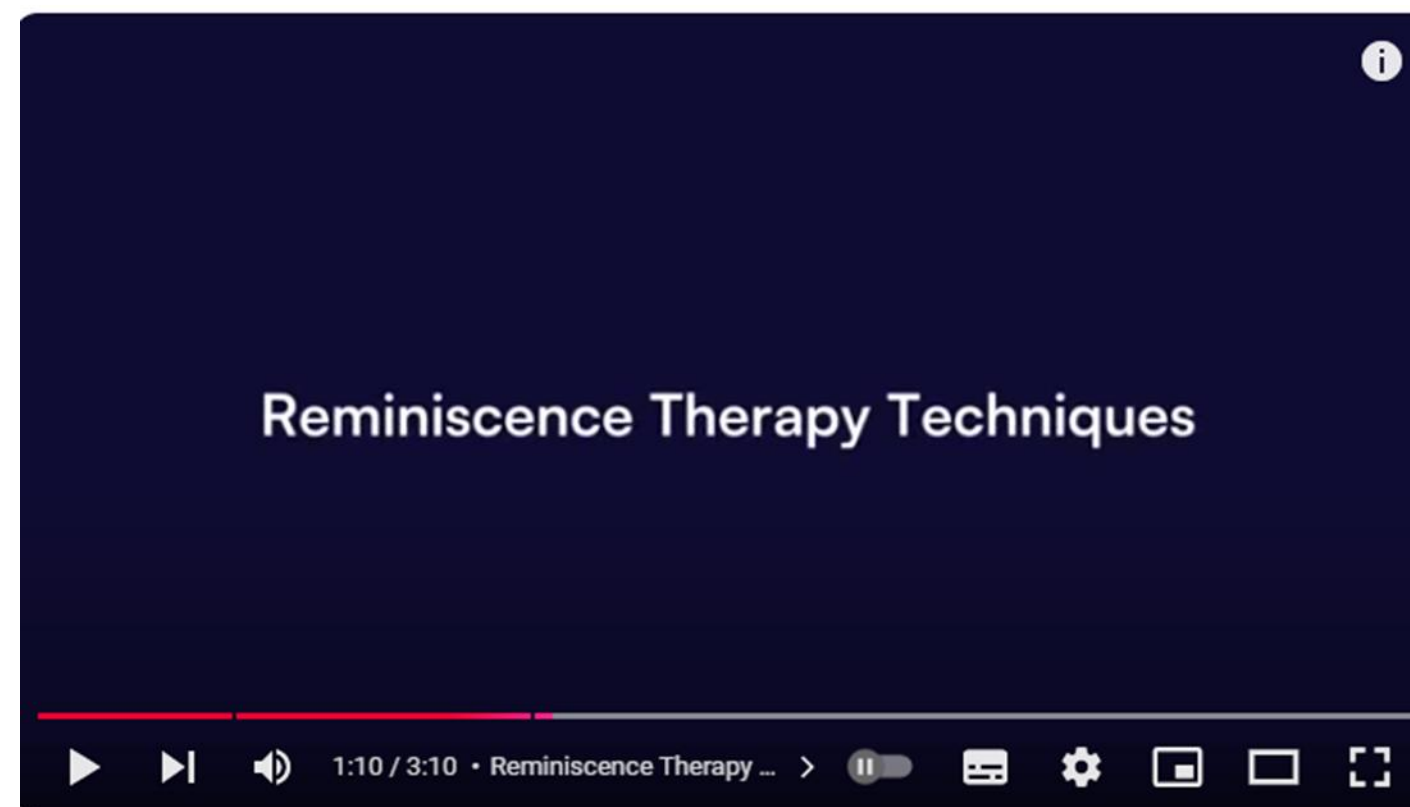 Reminiscence Therapy Techniques
1:10 / 3:10 • Reminiscence Therapy ...